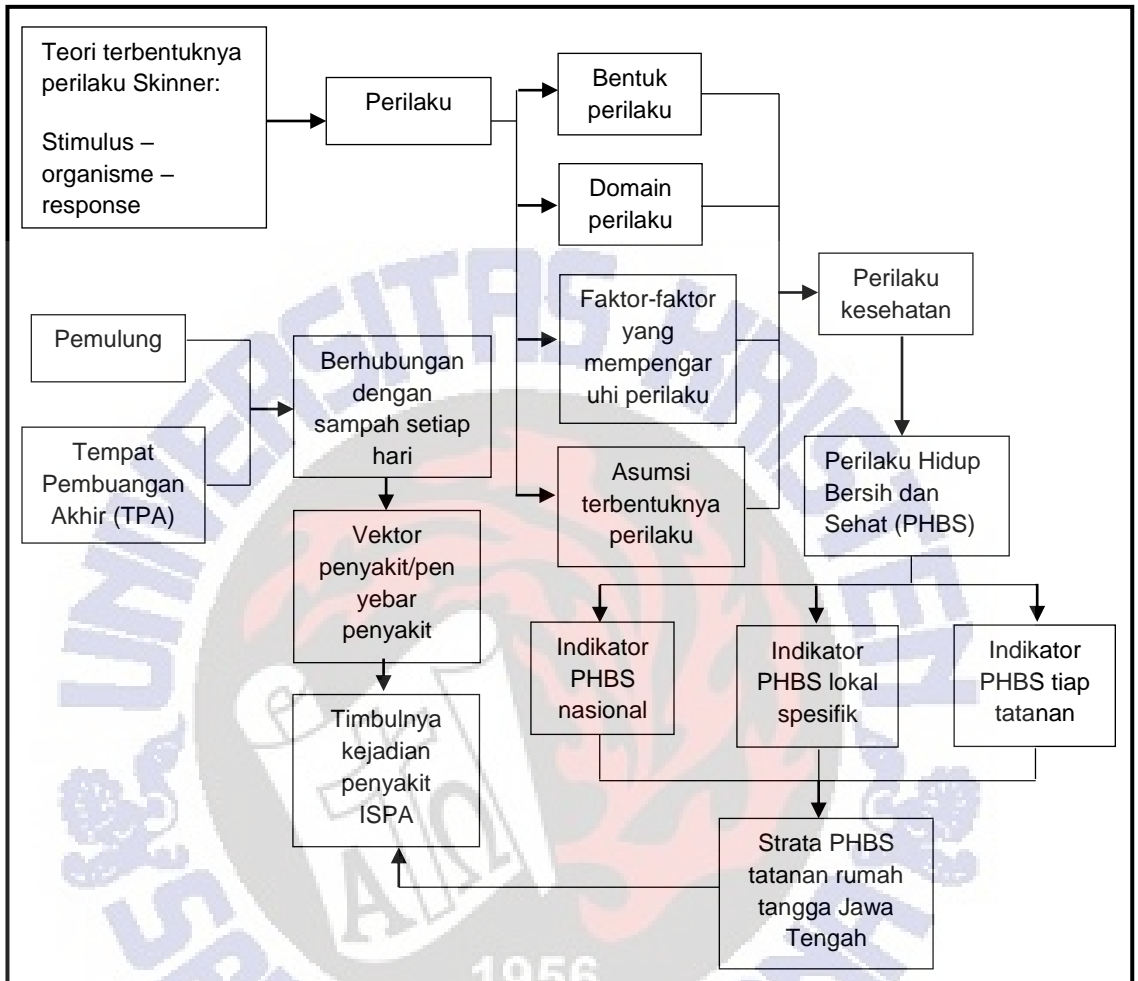 Teori terbentuknya
perilaku Skinner:
Stimulus –
organisme –
response
Perilaku
Bentuk
perilaku
Domain
perilaku
Faktor-faktor
yang
mempengar
uhi perilaku
Asumsi
terbentuknya
perilaku
Perilaku
kesehatan
Pemulung
Tempat
Pembuangan
Akhir (TPA)
Berhubungan
dengan
sampah setiap
hari
Vektor
penyakit/pen
yebar
penyakit
Timbulnya
kejadian
penyakit
ISPA
Perilaku Hidup
Bersih dan
Sehat (PHBS)
Indikator
PHBS
nasional
Indikator
PHBS lokal
spesifik
Indikator
PHBS tiap
tatanan
Strata PHBS
tatanan rumah
tangga Jawa
Tengah
UNIVERSITAS KRISTEN
1956